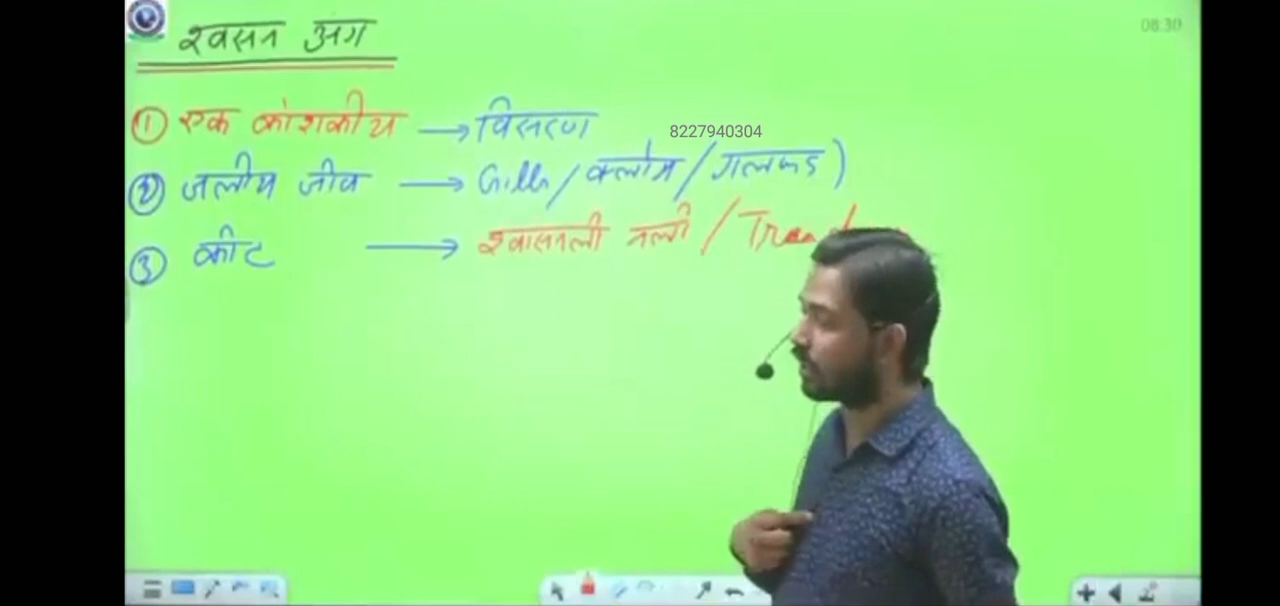 08:30
श्वसन अंग
① एक कोशकीय → विसरण
8227940304
② जलीय जीव → Gills/क्लोम/गलफड)
③ कीट → श्वासनली नली /